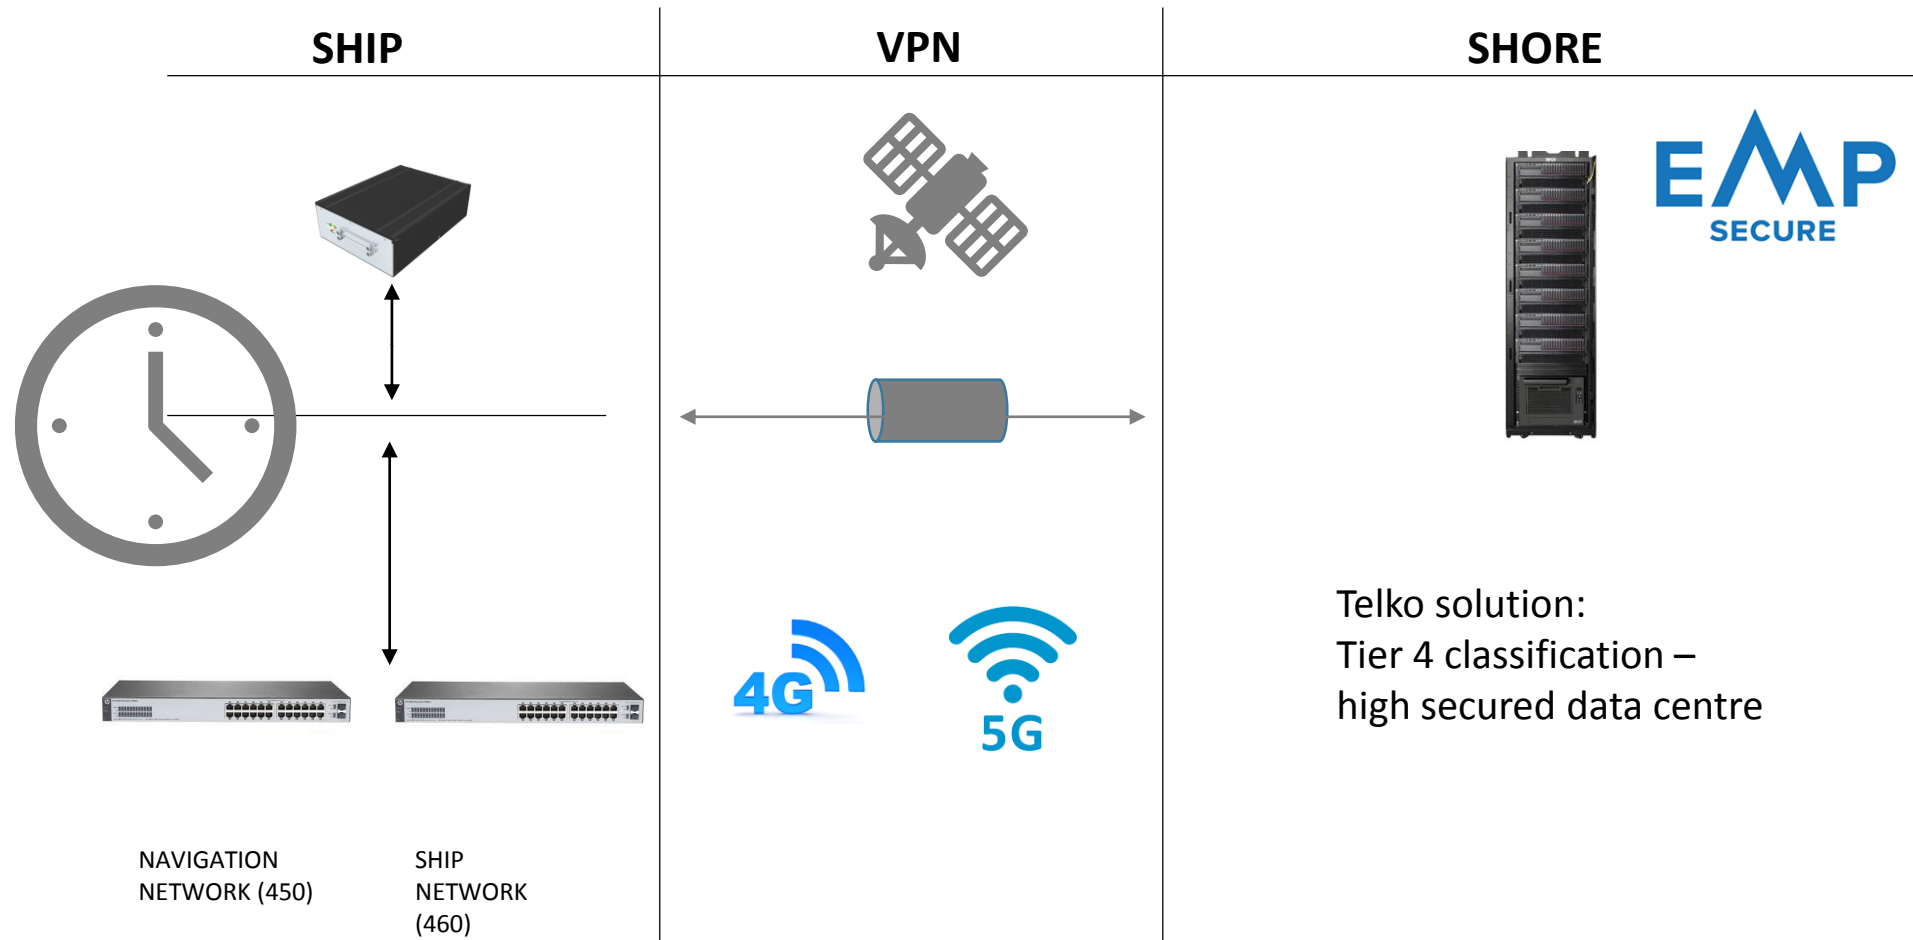 SHIP
VPN
SHORE
EMP
SECURE
4G
5G
Telko solution:
Tier 4 classification –
high secured data centre
NAVIGATION
NETWORK (450)
SHIP
NETWORK
(460)